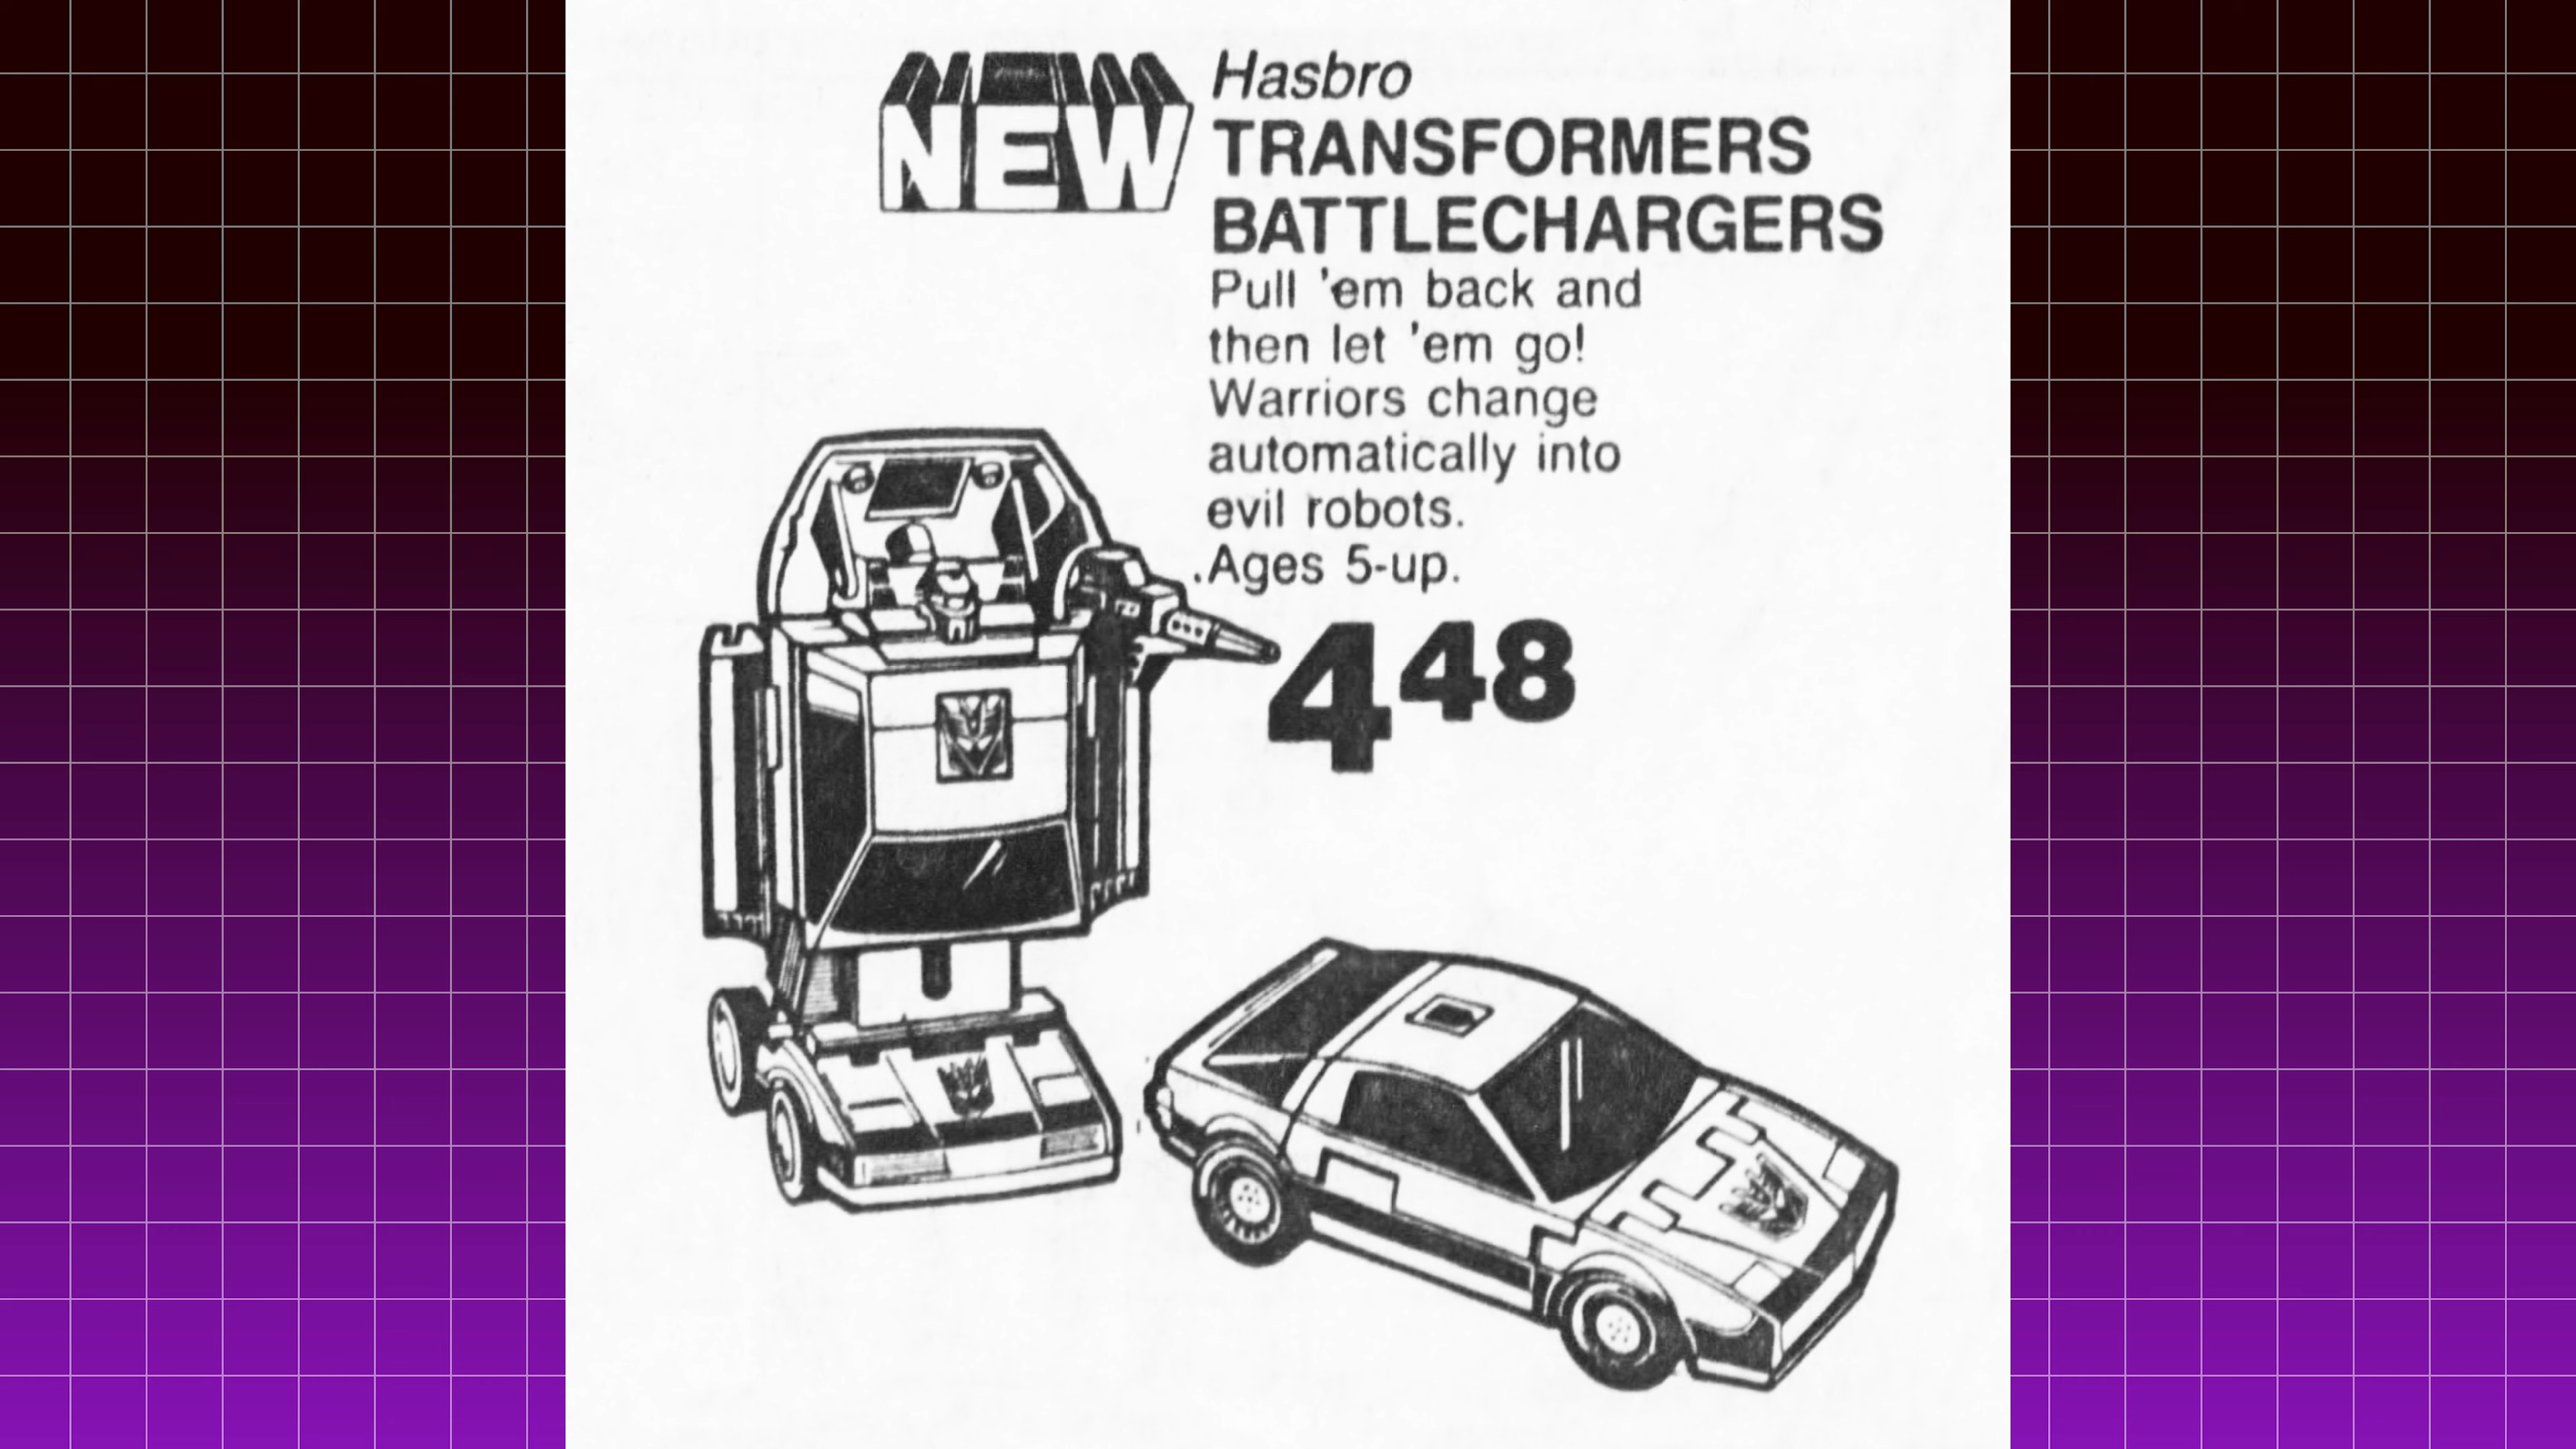 NEW
Hasbro
TRANSFORMERS
BATTLECHARGERS
Pull 'em back and
then let 'em go!
Warriors change
automatically into
evil robots.
.Ages 5-up.
448